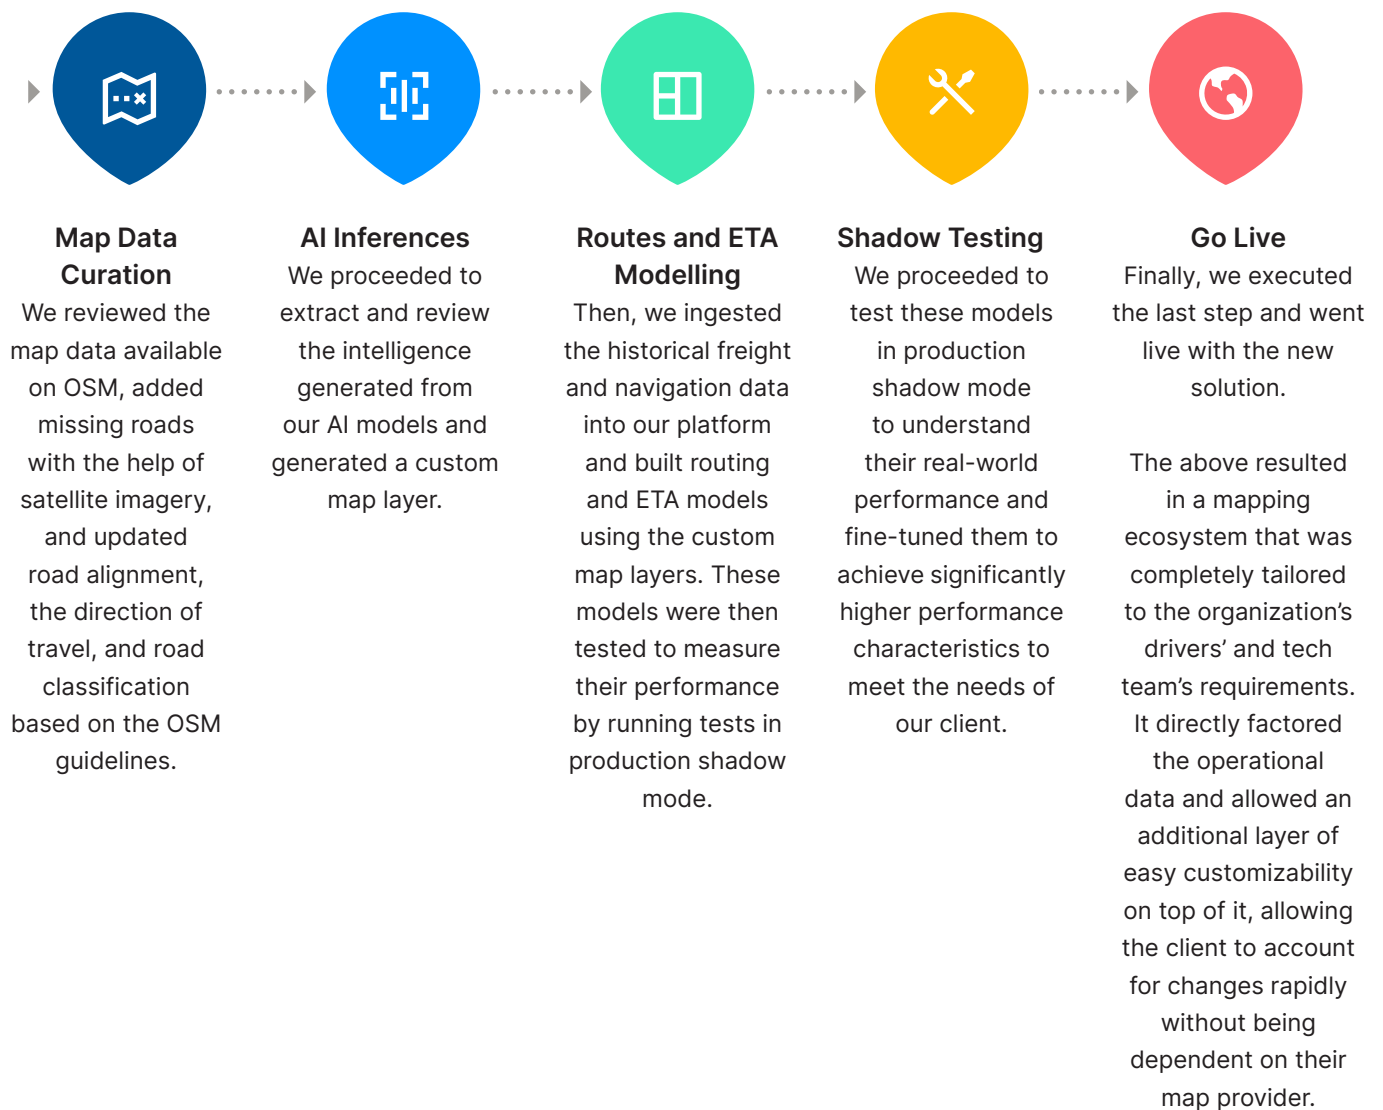 Map Data
Curation
We reviewed the
map data available
on OSM, added
missing roads
with the help of
satellite imagery,
and updated
road alignment,
the direction of
travel, and road
classification
based on the OSM
guidelines.
AI Inferences
We proceeded to
extract and review
the intelligence
generated from
our AI models and
generated a custom
map layer.
Routes and ETA
Modelling
Then, we ingested
the historical freight
and navigation data
into our platform
and built routing
and ETA models
using the custom
map layers. These
models were then
tested to measure
their performance
by running tests in
production shadow
mode.
Shadow Testing
We proceeded to
test these models
in production
shadow mode
to understand
their real-world
performance and
fine-tuned them to
achieve significantly
higher performance
characteristics to
meet the needs of
our client.
Go Live
Finally, we executed
the last step and went
live with the new
solution.
The above resulted
in a mapping
ecosystem that was
completely tailored
to the organization’s
drivers’ and tech
team’s requirements.
It directly factored
the operational
data and allowed an
additional layer of
easy customizability
on top of it, allowing
the client to account
for changes rapidly
without being
dependent on their
map provider.